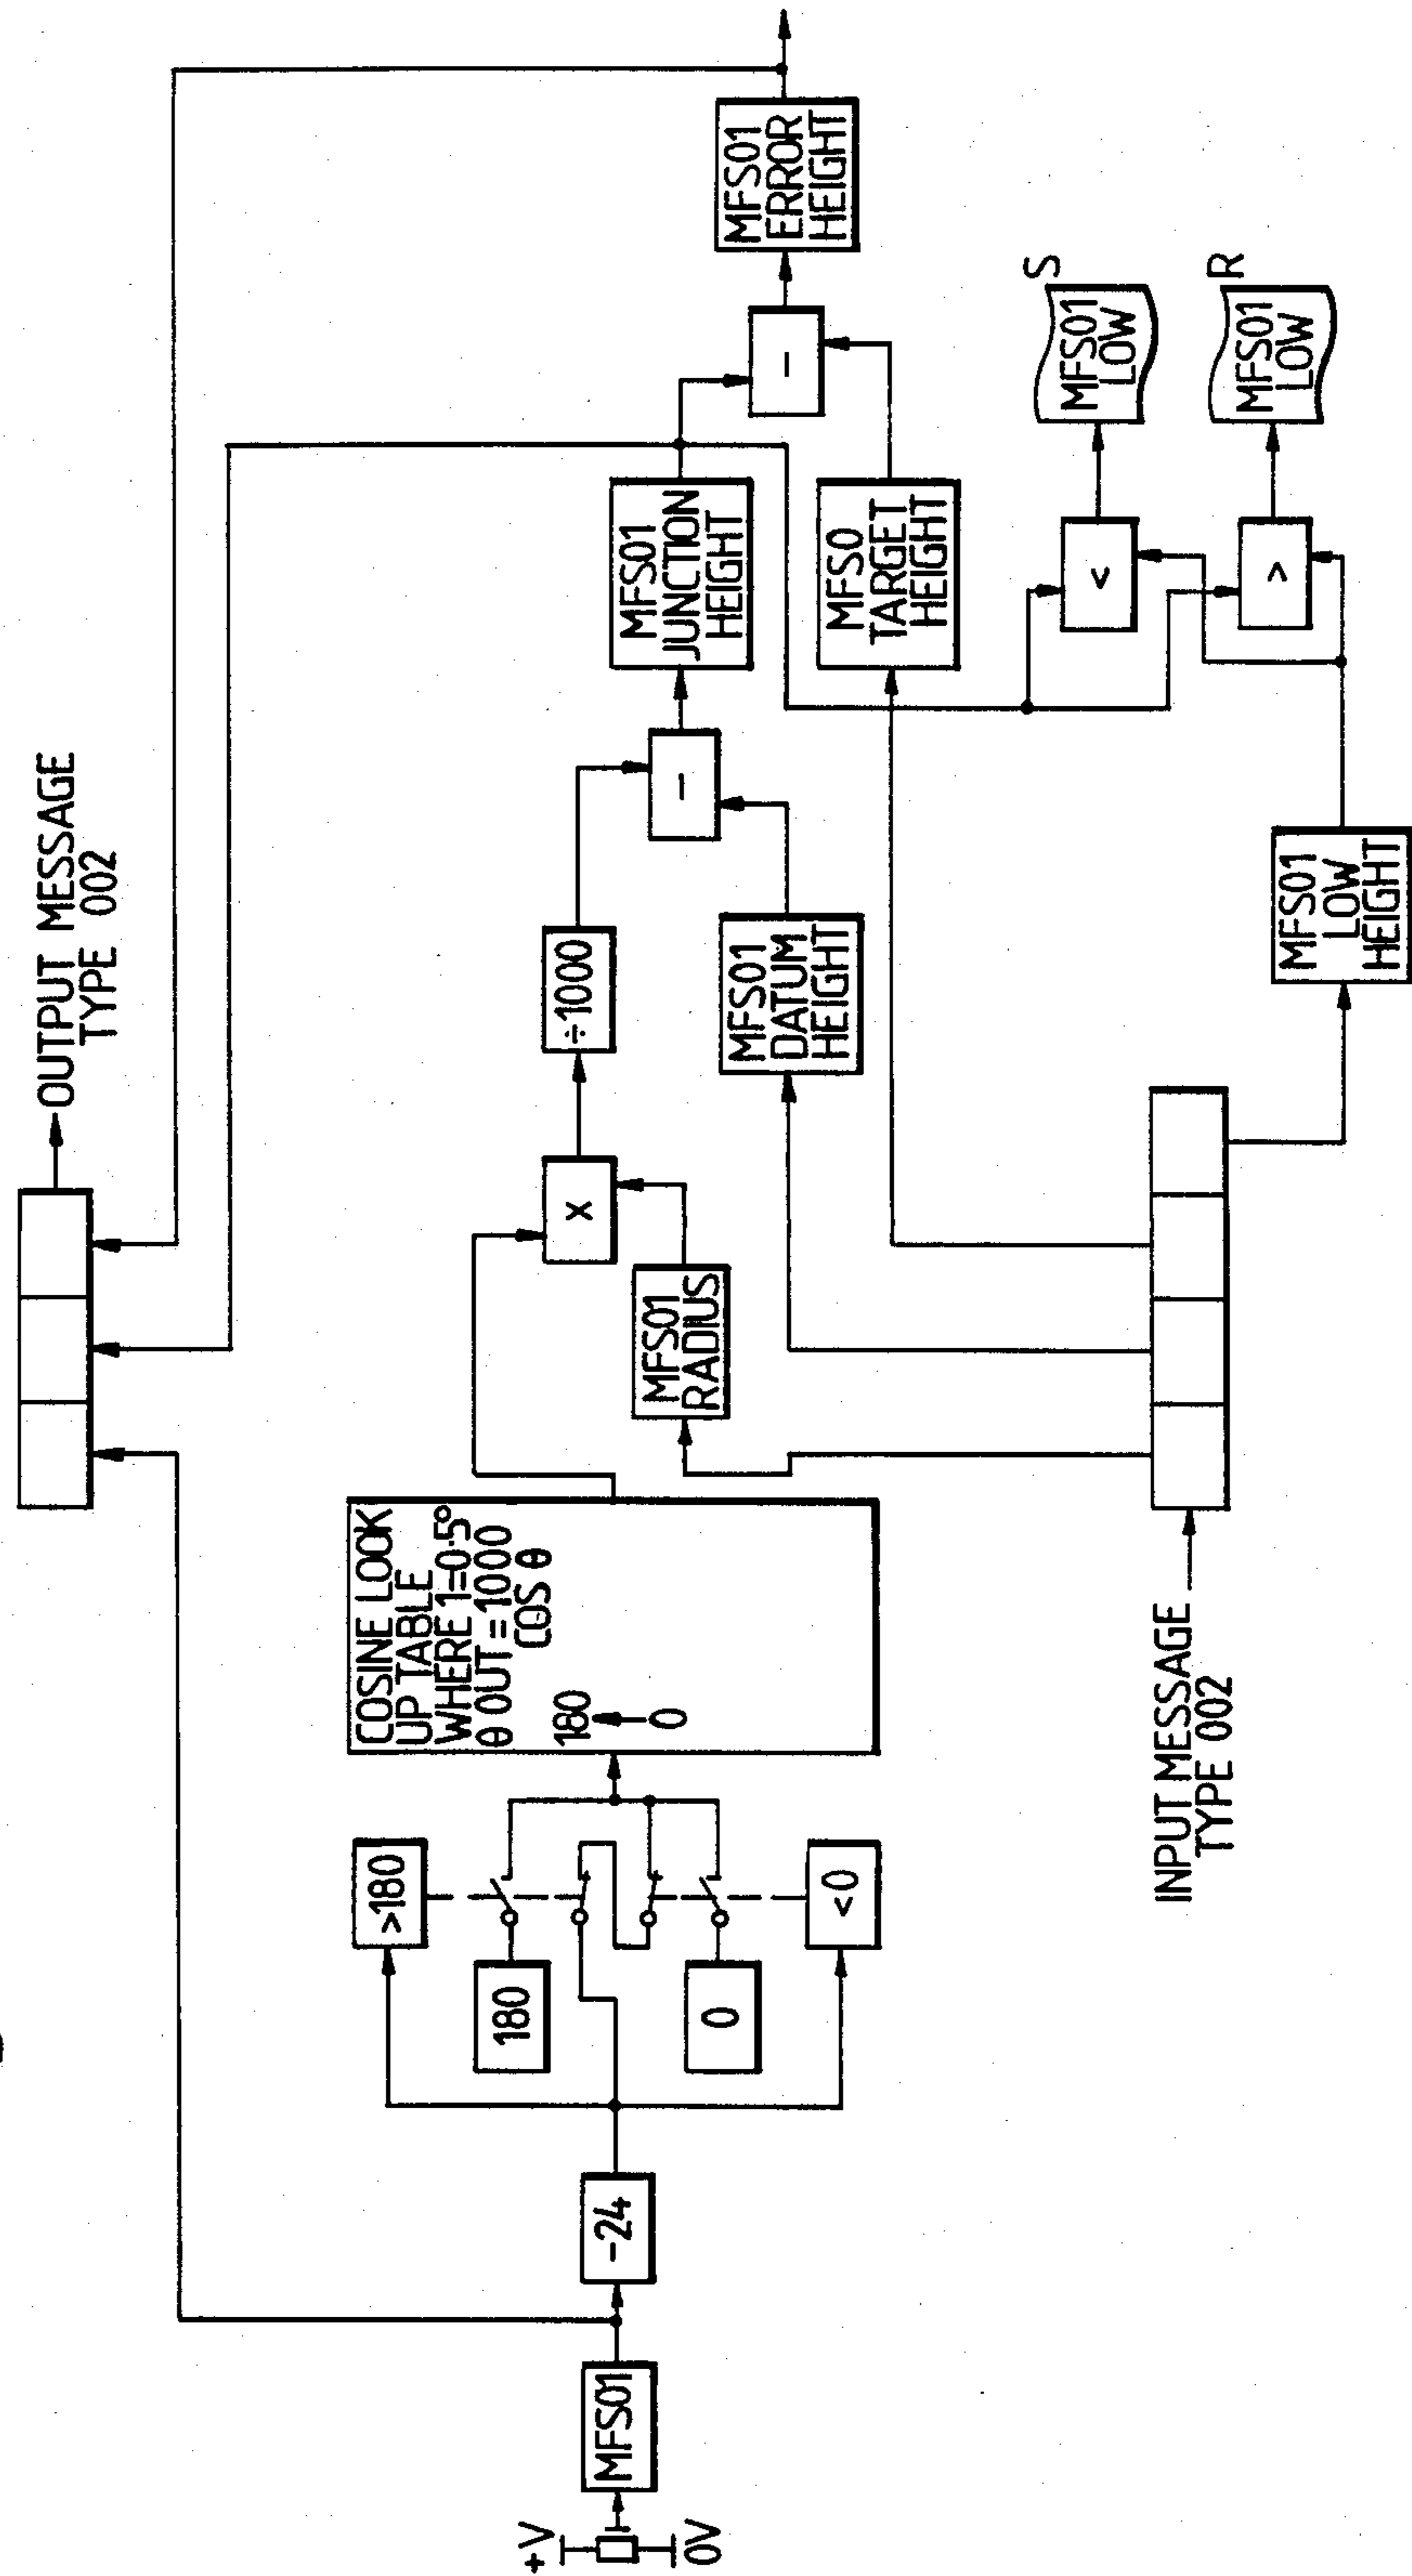 OUTPUT MESSAGE
TYPE 002
+V
0V
MFS01
-24
>180
180
0
<0
COSINE LOOK
UP TABLE
WHERE 1=0·5°
θ OUT = 1000
COS θ
180
0
MFS01
RADIUS
X
÷1000
MFS01
DATUM
HEIGHT
-
MFS01
JUNCTION
HEIGHT
MFS0
TARGET
HEIGHT
-
MFS01
ERROR
HEIGHT
<
>
MFS01
LOW
S
MFS01
LOW
R
MFS01
LOW
HEIGHT
INPUT MESSAGE
TYPE 002